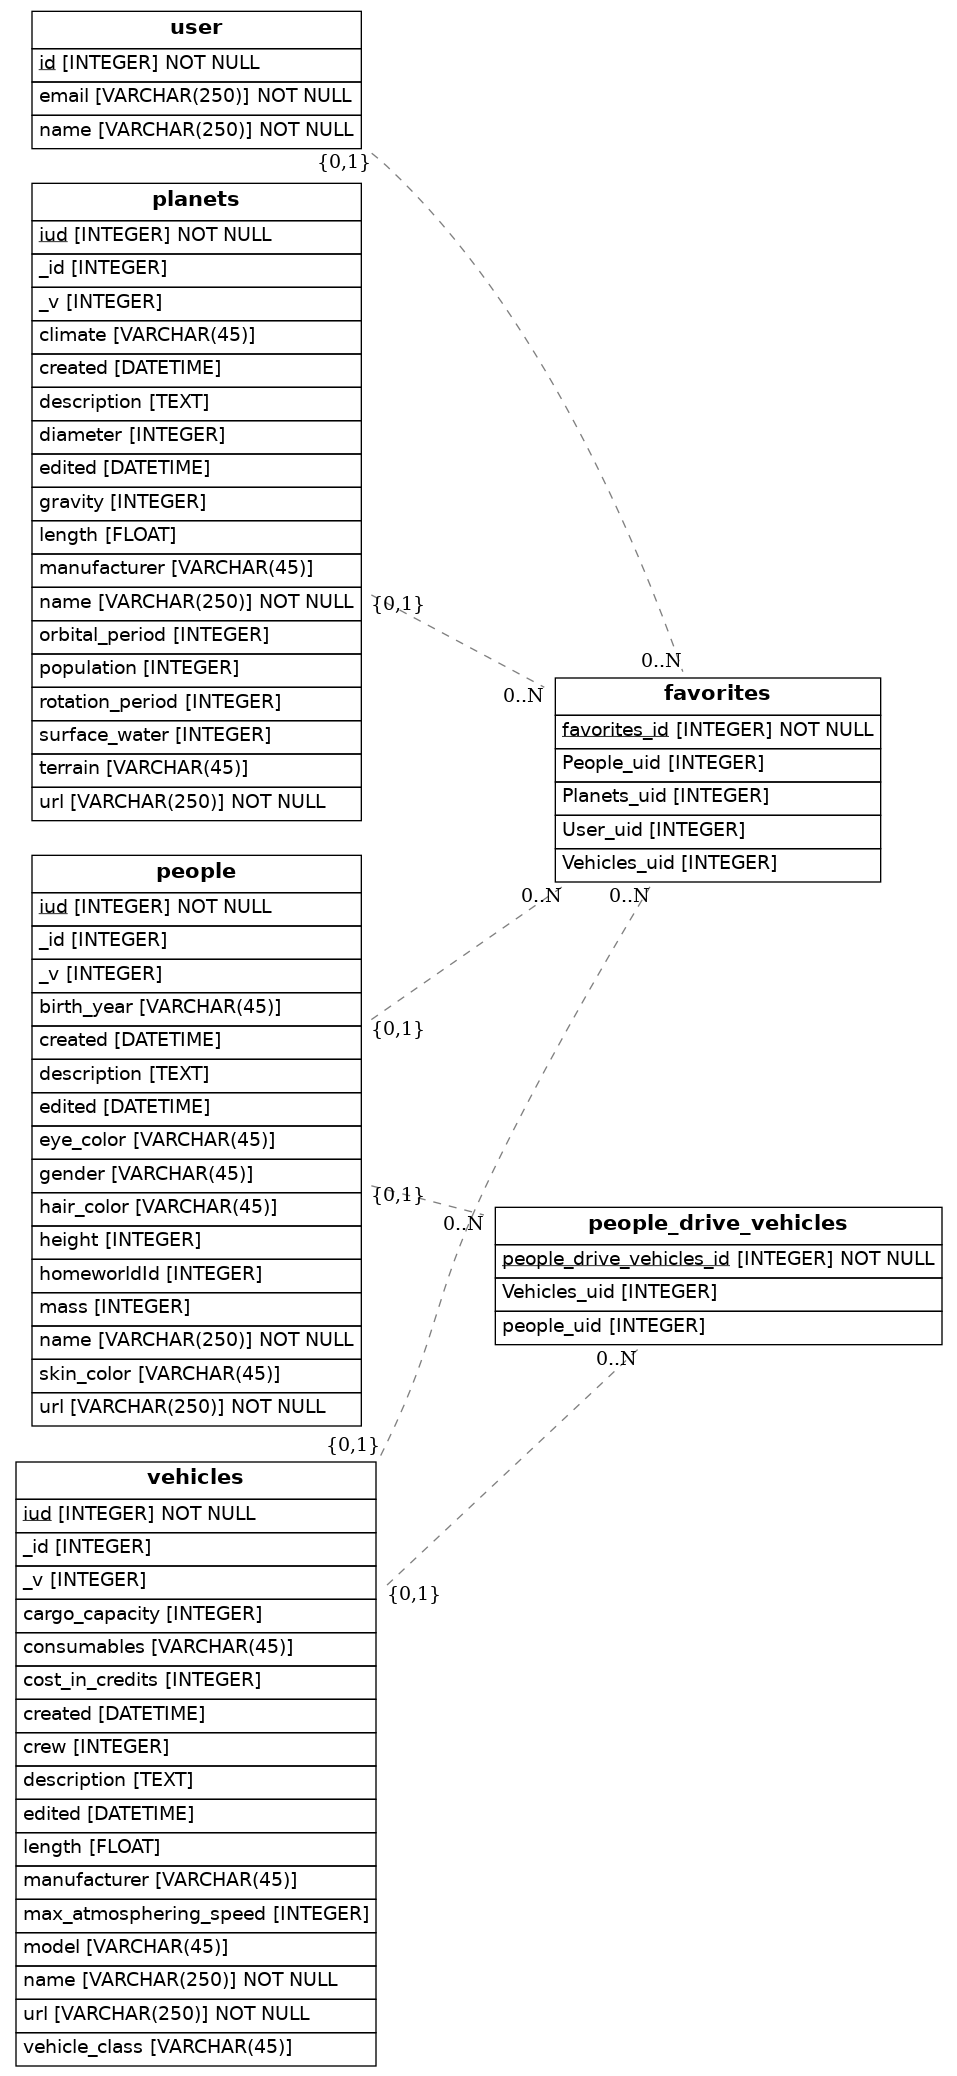 user
id [INTEGER] NOT NULL
email [VARCHAR(250)] NOT NULL
name [VARCHAR(250)] NOT NULL
{0,1}
planets
iud [INTEGER] NOT NULL
_id [INTEGER]
_v [INTEGER]
climate [VARCHAR(45)]
created [DATETIME]
description [TEXT]
diameter [INTEGER]
edited [DATETIME]
gravity [INTEGER]
length [FLOAT]
manufacturer [VARCHAR(45)]
name [VARCHAR(250)] NOT NULL
orbital_period [INTEGER]
population [INTEGER]
rotation_period [INTEGER]
surface_water [INTEGER]
terrain [VARCHAR(45)]
url [VARCHAR(250)] NOT NULL
{0,1}
0..N
0..N
favorites
favorites_id [INTEGER] NOT NULL
People_uid [INTEGER]
Planets_uid [INTEGER]
User_uid [INTEGER]
Vehicles_uid [INTEGER]
0..N
0..N
people
iud [INTEGER] NOT NULL
_id [INTEGER]
_v [INTEGER]
birth_year [VARCHAR(45)]
created [DATETIME]
description [TEXT]
edited [DATETIME]
eye_color [VARCHAR(45)]
gender [VARCHAR(45)]
hair_color [VARCHAR(45)]
height [INTEGER]
homeworldId [INTEGER]
mass [INTEGER]
name [VARCHAR(250)] NOT NULL
skin_color [VARCHAR(45)]
url [VARCHAR(250)] NOT NULL
{0,1}
{0,1}
0..N
people_drive_vehicles
people_drive_vehicles_id [INTEGER] NOT NULL
Vehicles_uid [INTEGER]
people_uid [INTEGER]
0..N
{0,1}
vehicles
iud [INTEGER] NOT NULL
_id [INTEGER]
_v [INTEGER]
cargo_capacity [INTEGER]
consumables [VARCHAR(45)]
cost_in_credits [INTEGER]
created [DATETIME]
crew [INTEGER]
description [TEXT]
edited [DATETIME]
length [FLOAT]
manufacturer [VARCHAR(45)]
max_atmosphering_speed [INTEGER]
model [VARCHAR(45)]
name [VARCHAR(250)] NOT NULL
url [VARCHAR(250)] NOT NULL
vehicle_class [VARCHAR(45)]
{0,1}